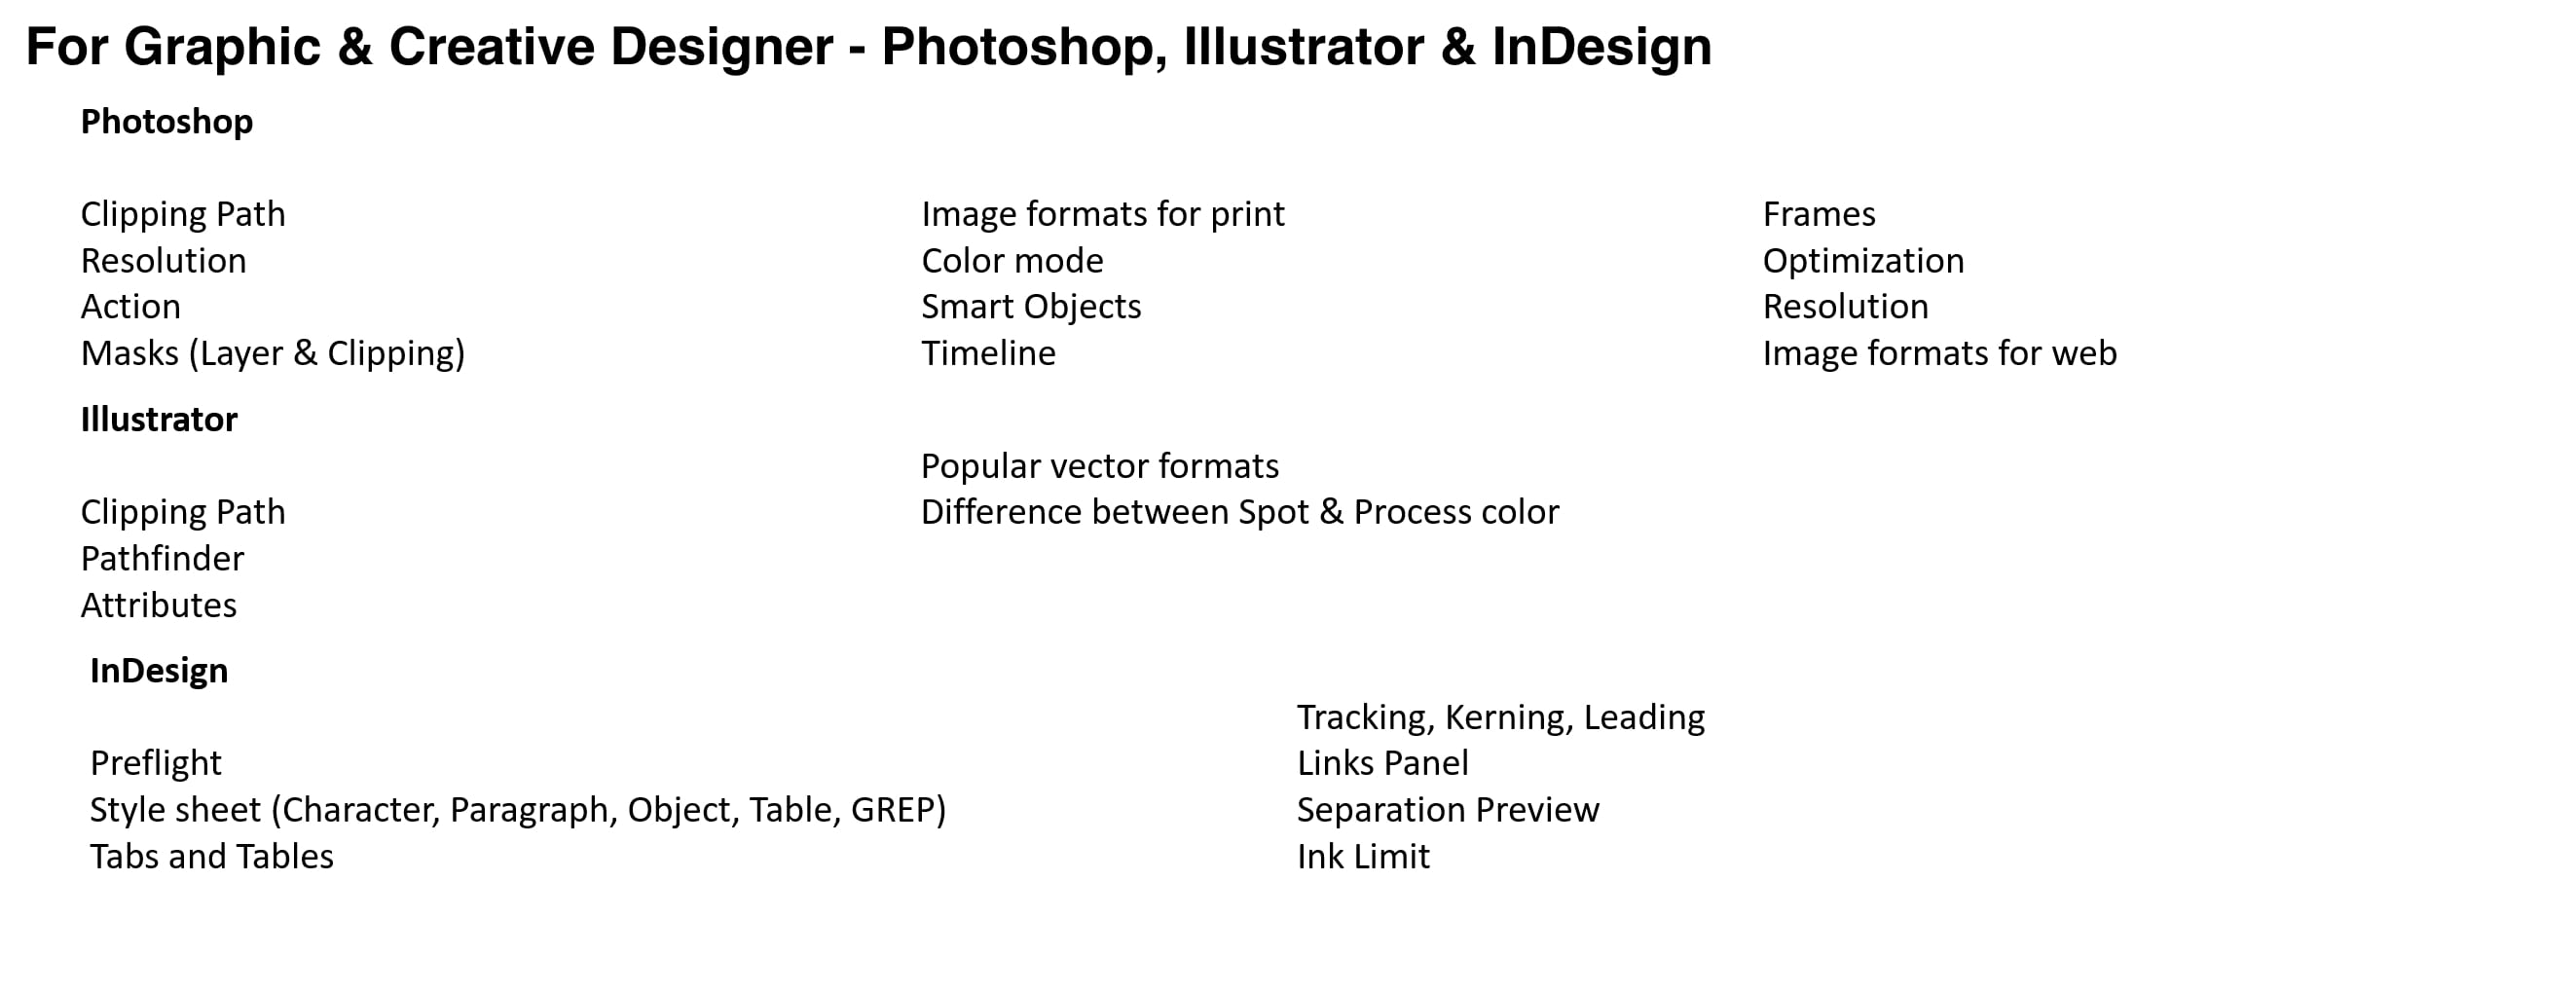 For Graphic & Creative Designer - Photoshop, Illustrator & InDesign
Photoshop
Clipping Path
Resolution
Action
Masks (Layer & Clipping)
Image formats for print
Color mode
Smart Objects
Timeline
Frames
Optimization
Resolution
Image formats for web
Illustrator
Clipping Path
Pathfinder
Attributes
Popular vector formats
Difference between Spot & Process color
InDesign
Preflight
Style sheet (Character, Paragraph, Object, Table, GREP)
Tabs and Tables
Tracking, Kerning, Leading
Links Panel
Separation Preview
Ink Limit